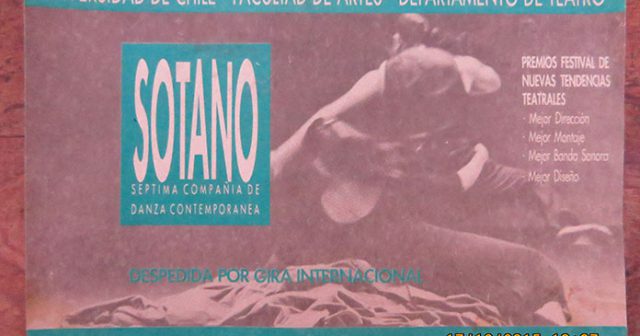 DE CHILE - FACULTAD DE ARTES - DEPARTAMENTO DE TEATRO
SOTANO
SEPTIMA COMPAÑIA DE
DANZA CONTEMPORANEA
PREMIOS FESTIVAL DE
NUEVAS TENDENCIAS
TEATRALES
- Mejor Dirección
- Mejor Montaje
- Mejor Banda Sonora
- Mejor Diseño
DESPEDIDA POR GIRA INTERNACIONAL